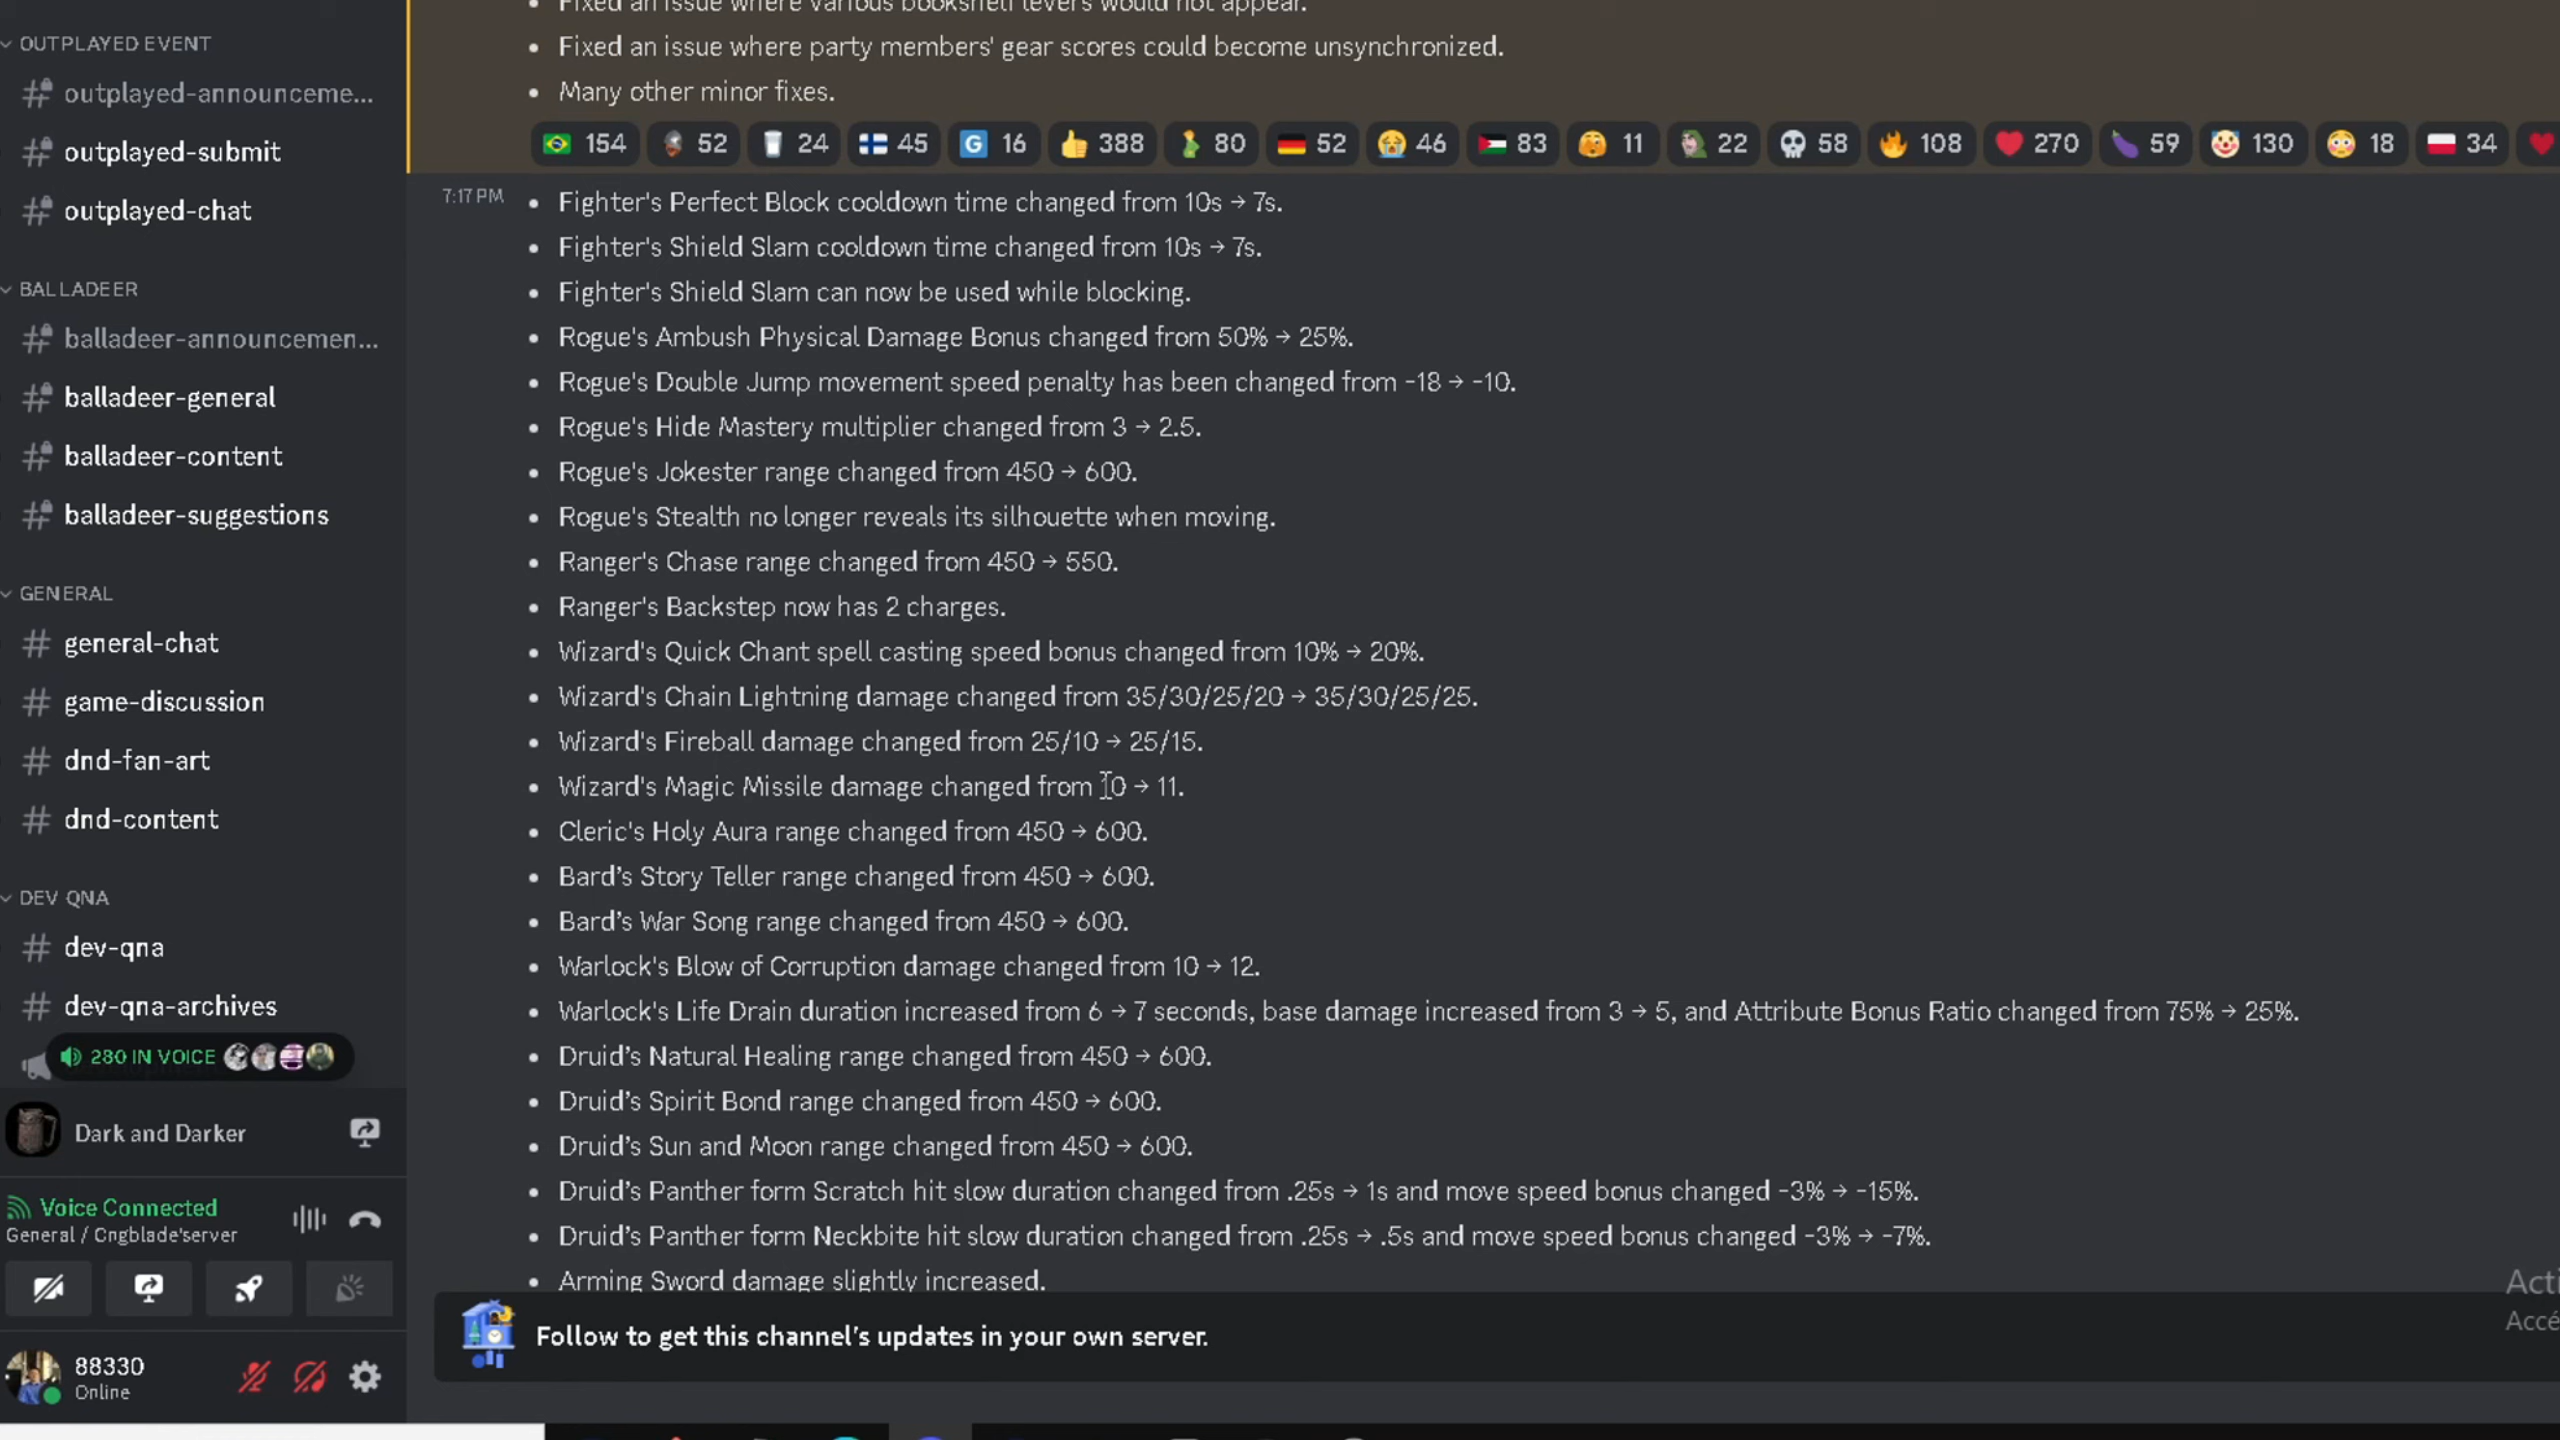 Fixed an issue where various bookshelf levers would not appear.
OUTPLAYED EVENT
outplayed-announceme...
outplayed-submit
outplayed-chat
BALLADEER
balladeer-announcemen...
balladeer-general
balladeer-content
balladeer-suggestions
GENERAL
general-chat
game-discussion
dnd-fan-art
dnd-content
DEV QNA
dev-qna
dev-qna-archives
280 IN VOICE
Dark and Darker
Voice Connected
General / Cngblade'server
88330
Online
• Fixed an issue where party members' gear scores could become unsynchronized.
• Many other minor fixes.
154 52 24 45 G 16 388 80 52 46 83 11 22 58 108 270 59 130 18 34
7:17 PM
• Fighter's Perfect Block cooldown time changed from 10s → 7s.
• Fighter's Shield Slam cooldown time changed from 10s → 7s.
• Fighter's Shield Slam can now be used while blocking.
• Rogue's Ambush Physical Damage Bonus changed from 50% → 25%.
• Rogue's Double Jump movement speed penalty has been changed from -18 → -10.
• Rogue's Hide Mastery multiplier changed from 3 → 2.5.
• Rogue's Jokester range changed from 450 → 600.
• Rogue's Stealth no longer reveals its silhouette when moving.
• Ranger's Chase range changed from 450 → 550.
• Ranger's Backstep now has 2 charges.
• Wizard's Quick Chant spell casting speed bonus changed from 10% → 20%.
• Wizard's Chain Lightning damage changed from 35/30/25/20 → 35/30/25/25.
• Wizard's Fireball damage changed from 25/10 → 25/15.
• Wizard's Magic Missile damage changed from 10 → 11.
• Cleric's Holy Aura range changed from 450 → 600.
• Bard’s Story Teller range changed from 450 → 600.
• Bard’s War Song range changed from 450 → 600.
• Warlock's Blow of Corruption damage changed from 10 → 12.
• Warlock's Life Drain duration increased from 6 → 7 seconds, base damage increased from 3 → 5, and Attribute Bonus Ratio changed from 75% → 25%.
• Druid’s Natural Healing range changed from 450 → 600.
• Druid’s Spirit Bond range changed from 450 → 600.
• Druid’s Sun and Moon range changed from 450 → 600.
• Druid’s Panther form Scratch hit slow duration changed from .25s → 1s and move speed bonus changed -3% → -15%.
• Druid’s Panther form Neckbite hit slow duration changed from .25s → .5s and move speed bonus changed -3% → -7%.
• Arming Sword damage slightly increased.
Follow to get this channel's updates in your own server.
Acti
Accé